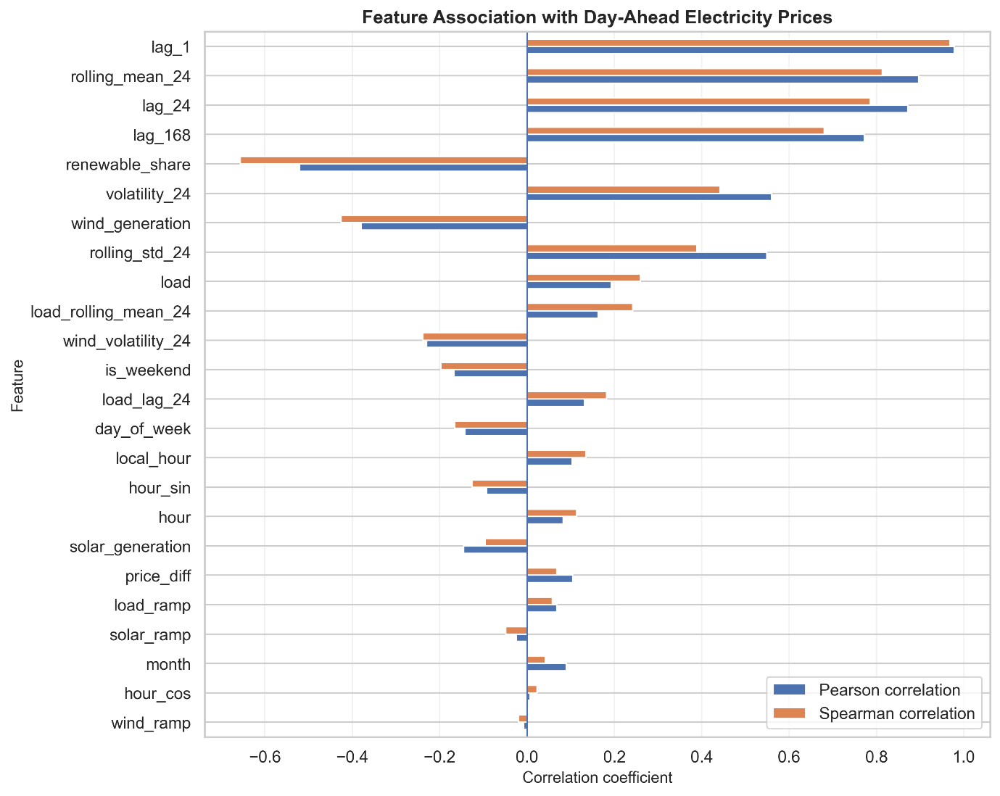 Feature Association with Day-Ahead Electricity Prices
lag_1
rolling_mean_24
lag_24
lag_168
renewable_share
volatility_24
wind_generation
rolling_std_24
load
load_rolling_mean_24
wind_volatility_24
is_weekend
load_lag_24
day_of_week
local_hour
hour_sin
hour
solar_generation
price_diff
load_ramp
solar_ramp
month
hour_cos
wind_ramp
Feature
Pearson correlation
Spearman correlation
−0.6 −0.4 −0.2 0.0 0.2 0.4 0.6 0.8 1.0
Correlation coefficient